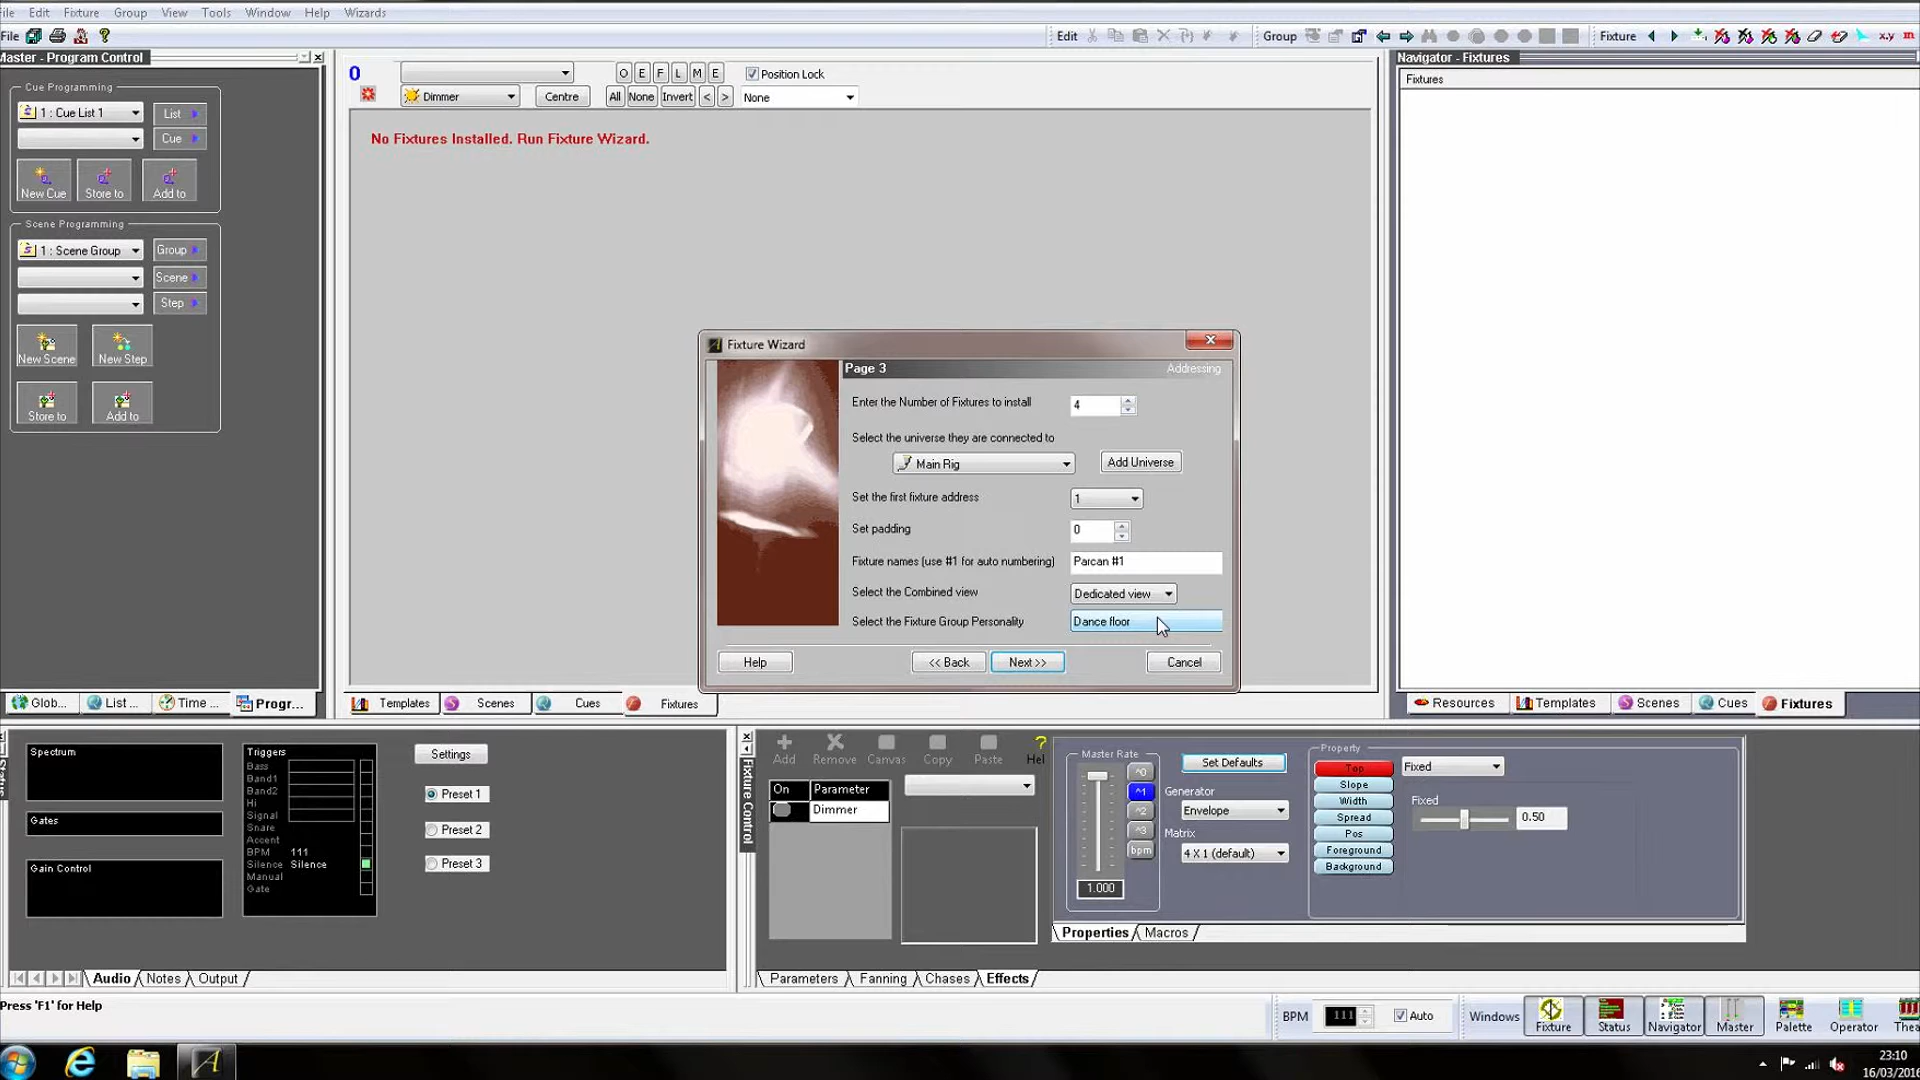 File Edit Fixture Group View Tools Window Help Wizards
File Edit Group Fixture x.y m
Master - Program Control
Cue Programming
1 : Cue List 1 List
Cue
New Cue Store to Add to
Scene Programming
1 : Scene Group Group
Scene
Step
New Scene New Step
Store to Add to
Glob... List ... Time ... Progr...
0 O E F L M E Position Lock
Dimmer Centre All None Invert < > None
No Fixtures Installed. Run Fixture Wizard.
Fixture Wizard
Page 3 Addressing
Enter the Number of Fixtures to install 4
Select the universe they are connected to
Main Rig Add Universe
Set the first fixture address 1
Set padding 0
Fixture names (use #1 for auto numbering) Parcan #1
Select the Combined view Dedicated view
Select the Fixture Group Personality Dance floor
Help << Back Next >> Cancel
Templates Scenes Cues Fixtures
Navigator - Fixtures
Fixtures
Resources Templates Scenes Cues Fixtures
Spectrum
Gates
Gain Control
Triggers
Bass
Band1
Band2
Hi
Signal
Snare
Accent
BPM 111
Silence Silence
Manual
Gate
Settings
Preset 1
Preset 2
Preset 3
Audio Notes Output
Fixture Control
Add Remove Canvas Copy Paste Hel
On Parameter
Dimmer
Master Rate
^0
^1
^2
^3
bpm
1.000
Set Defaults
Generator
Envelope
Matrix
4 X 1 (default)
Property
Top
Slope
Width
Spread
Pos
Foreground
Background
Fixed
Fixed
0.50
Properties Macros
Parameters Fanning Chases Effects
Press 'F1' for Help
BPM 111 Auto Windows Fixture Status Navigator Master Palette Operator Thea
23:10
16/03/2016